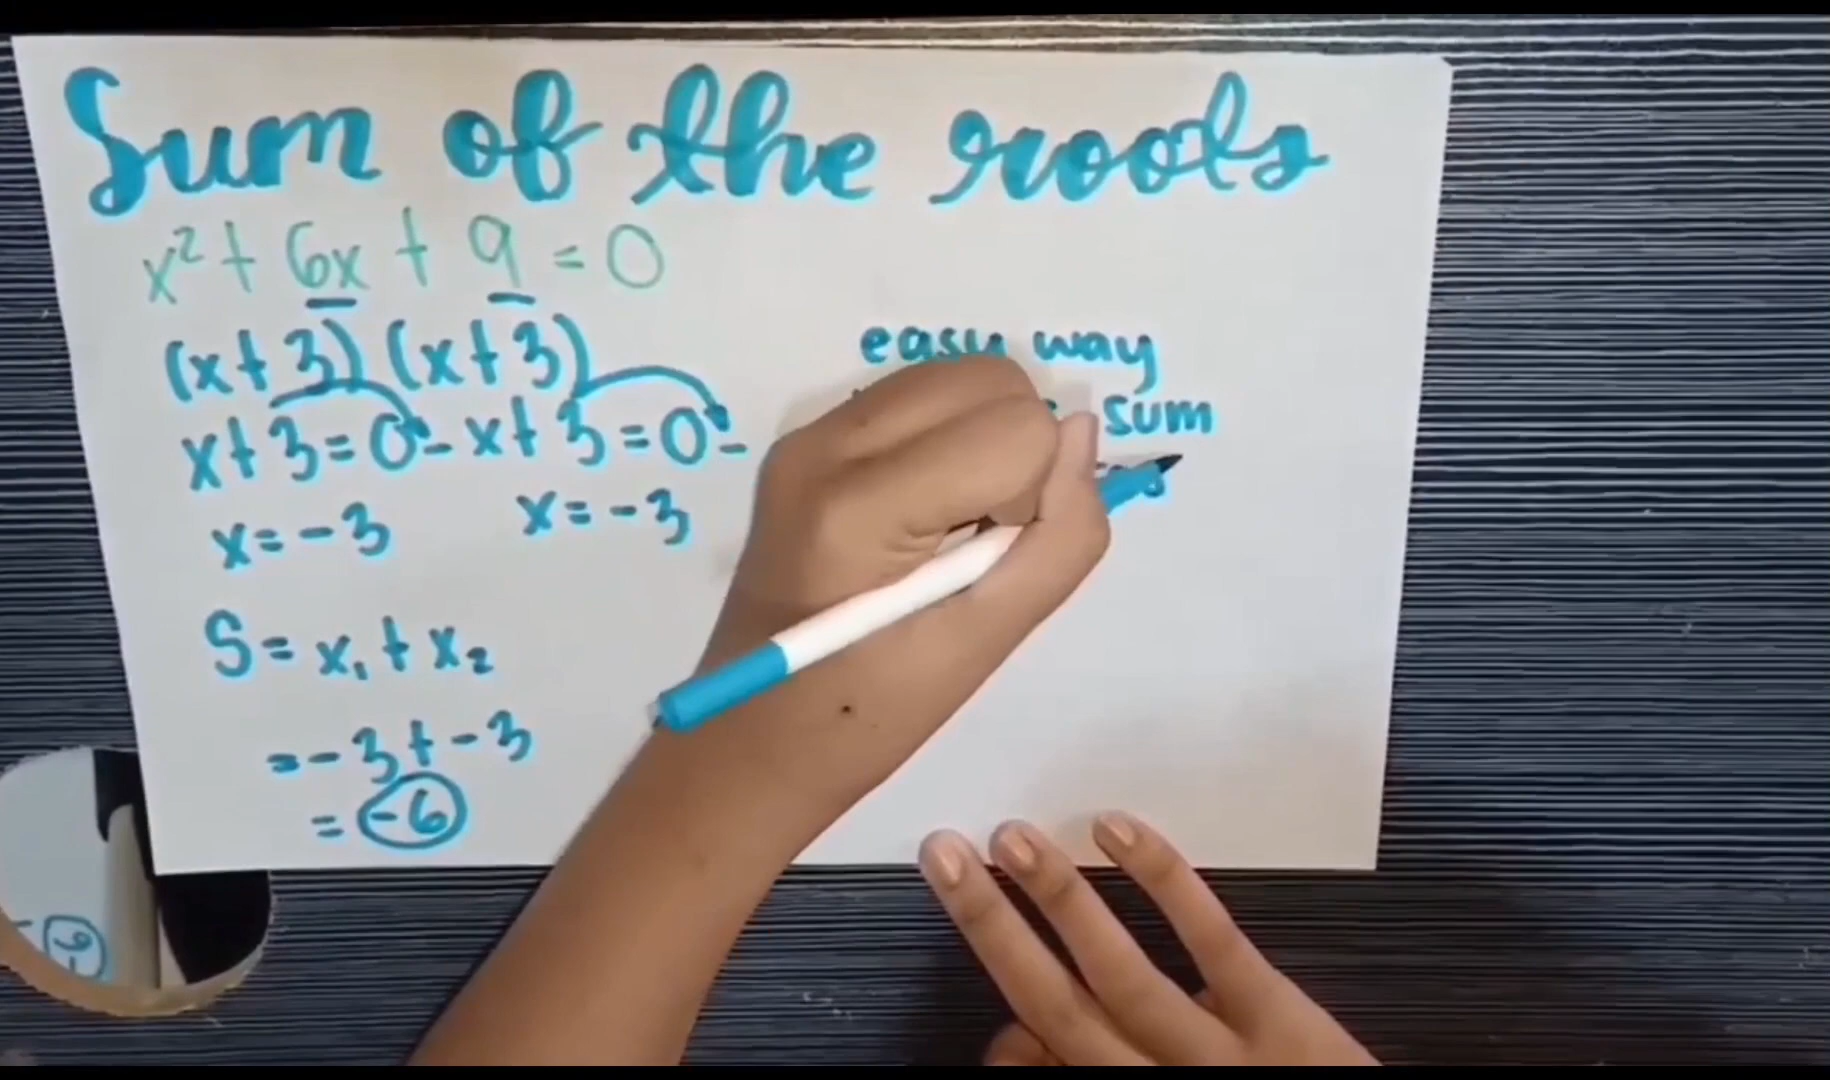 Sum of the roots
x² + 6x + 9 = 0
(x+3) (x+3)
x+3=0- x+3=0-
x=-3 x=-3
S= x₁+x₂
=-3+-3
= -6
easy way
sum